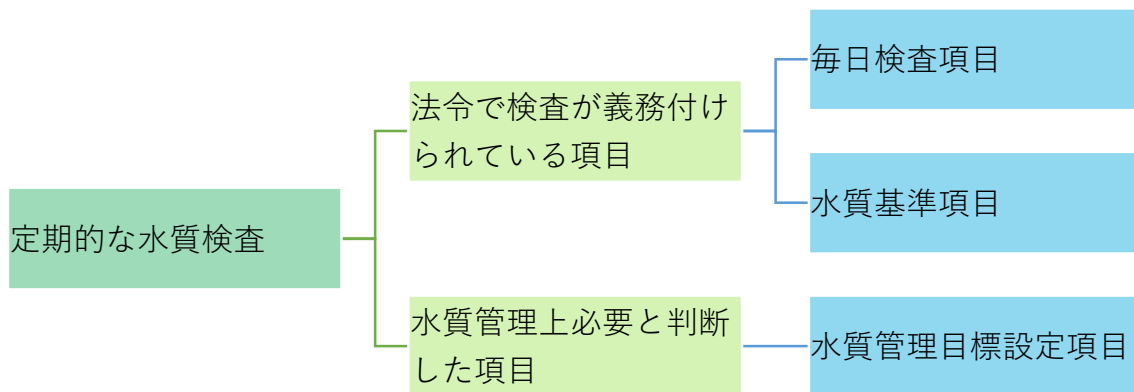 毎日検査項目
法令で検査が義務付け
られている項目
水質基準項目
定期的な水質検査
水質管理上必要と判断
した項目
水質管理目標設定項目